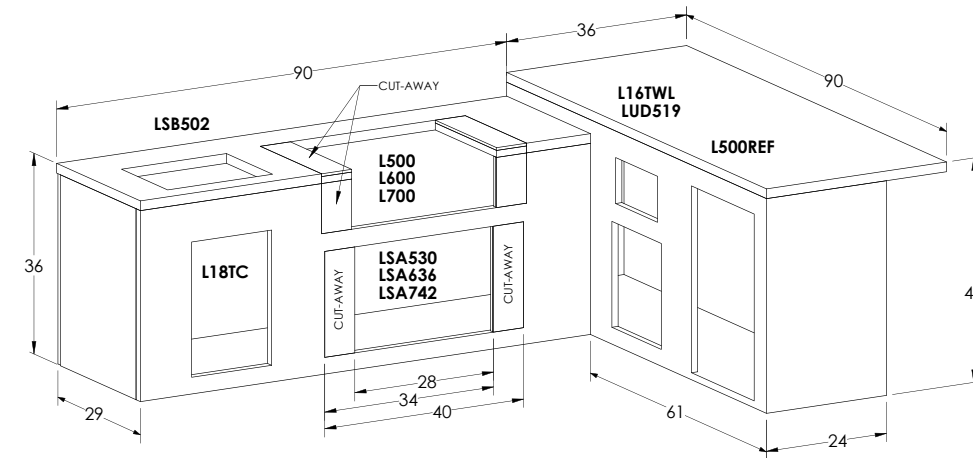 36
90
90
CUT-AWAY
L16TWL
LUD519
LSB502
L500REF
L500
L600
L700
36
L18TC
LSA530
LSA636
LSA742
CUT-AWAY
CUT-AWAY
4
28
34
40
29
61
24